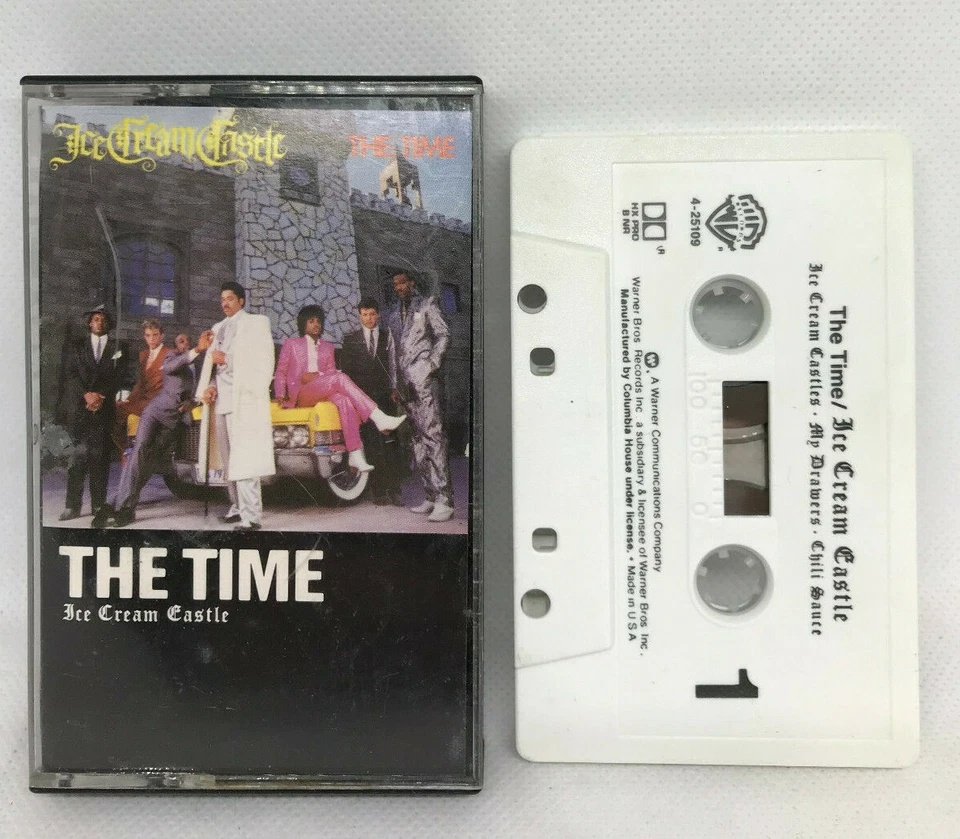 Ice Cream Castle
THE TIME
THE TIME
Ice Cream Castle
The Time/ Ice Cream Castle
Ice Cream Castles · My Drawers · Chili Sauce
4-25109
HX PRO
B NR
A Warner Communications Company
Warner Bros. Records Inc. a subsidiary & licensee of Warner Bros. Inc.
Manufactured by Columbia House under license. • Made in U S A
1